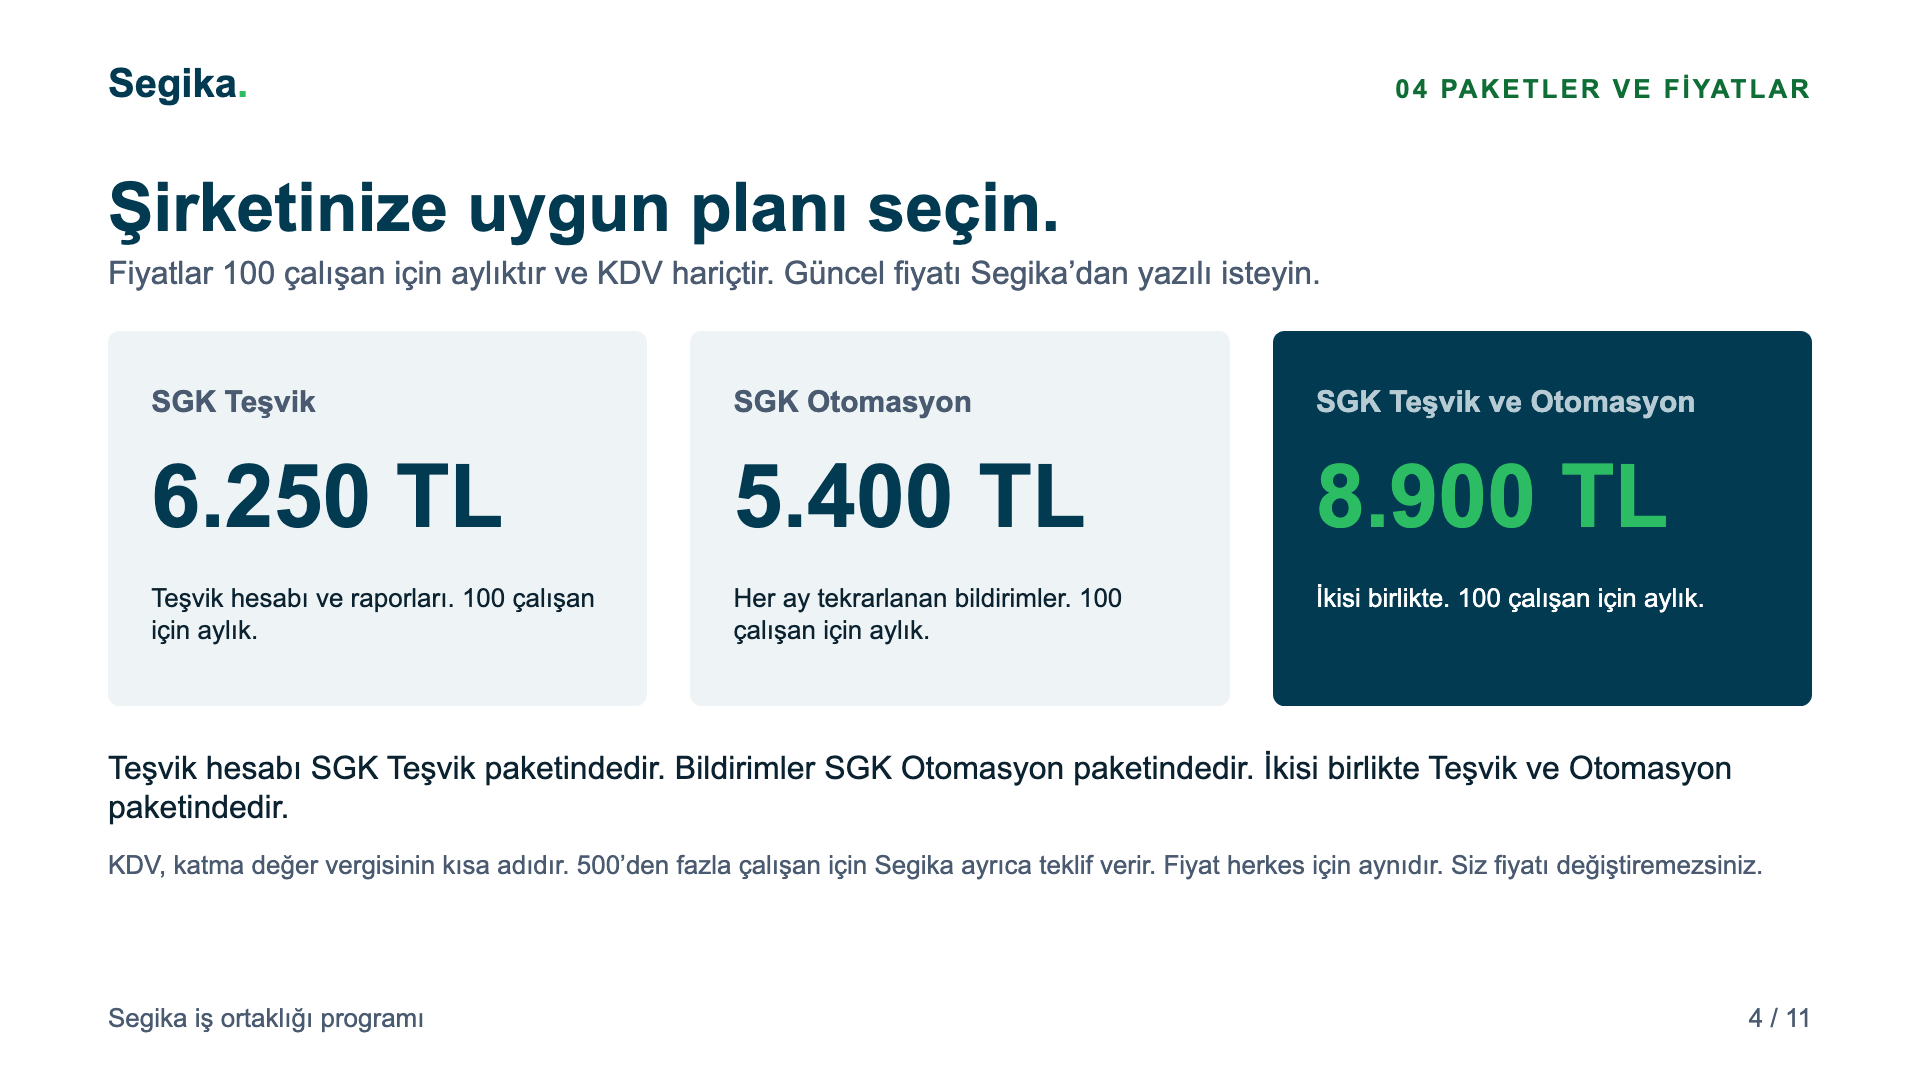 Segika.
04 PAKETLER VE FİYATLAR
Şirketinize uygun planı seçin.
Fiyatlar 100 çalışan için aylıktır ve KDV hariçtir. Güncel fiyatı Segika’dan yazılı isteyin.
SGK Teşvik
6.250 TL
Teşvik hesabı ve raporları. 100 çalışan
için aylık.
SGK Otomasyon
5.400 TL
Her ay tekrarlanan bildirimler. 100
çalışan için aylık.
SGK Teşvik ve Otomasyon
8.900 TL
İkisi birlikte. 100 çalışan için aylık.
Teşvik hesabı SGK Teşvik paketindedir. Bildirimler SGK Otomasyon paketindedir. İkisi birlikte Teşvik ve Otomasyon
paketindedir.
KDV, katma değer vergisinin kısa adıdır. 500’den fazla çalışan için Segika ayrıca teklif verir. Fiyat herkes için aynıdır. Siz fiyatı değiştiremezsiniz.
Segika iş ortaklığı programı
4 / 11